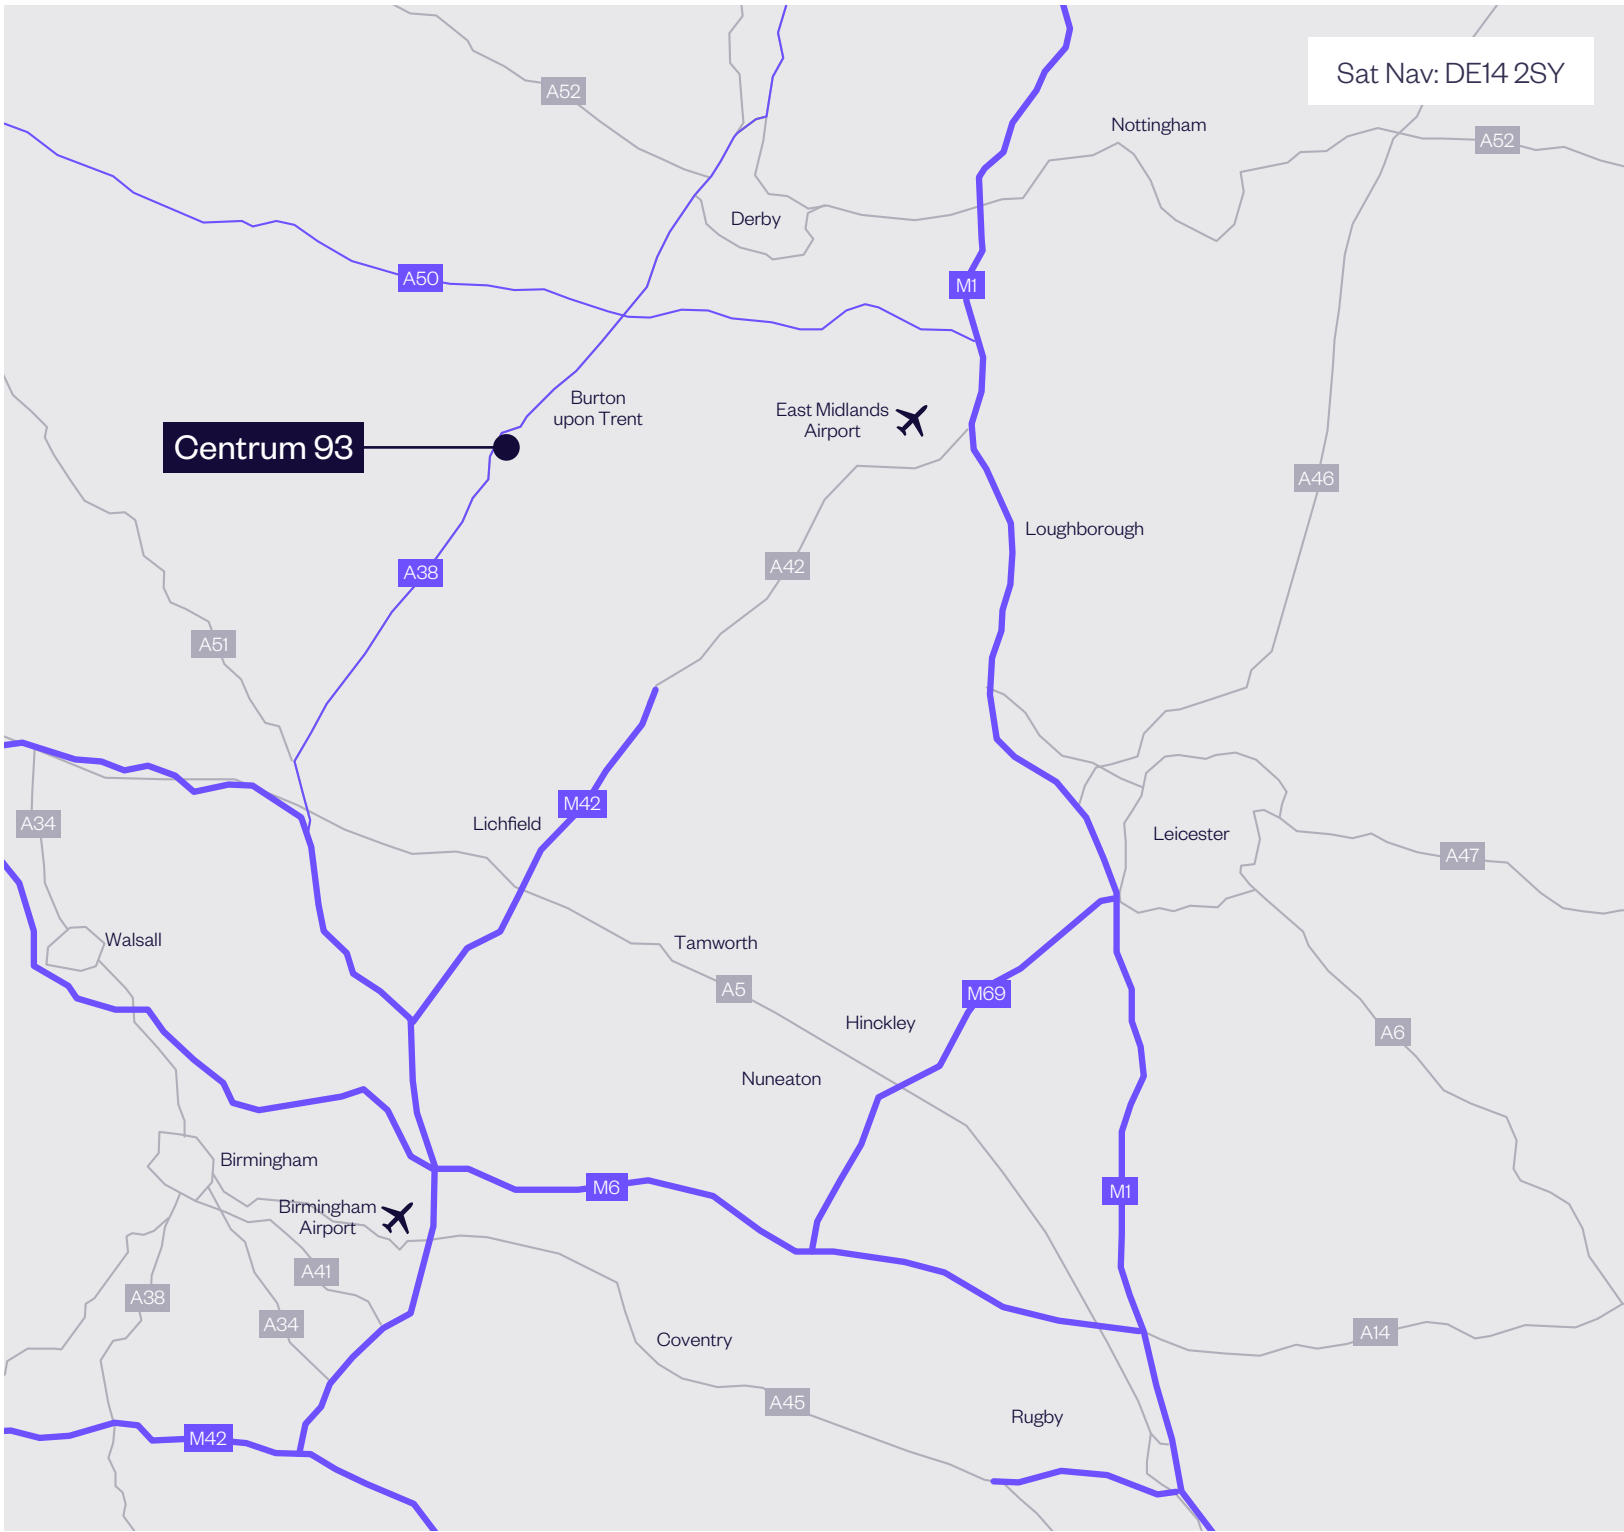 Sat Nav: DE14 2SY
A52
Nottingham
A52
Derby
A50
M1
Burton
upon Trent
East Midlands
Airport
Centrum 93
A46
Loughborough
A42
A38
A51
M42
Lichfield
A34
Leicester
A47
Walsall
Tamworth
A5
M69
Hinckley
A6
Nuneaton
Birmingham
M6
M1
Birmingham
Airport
A41
A38
A34
Coventry
A14
A45
Rugby
M42